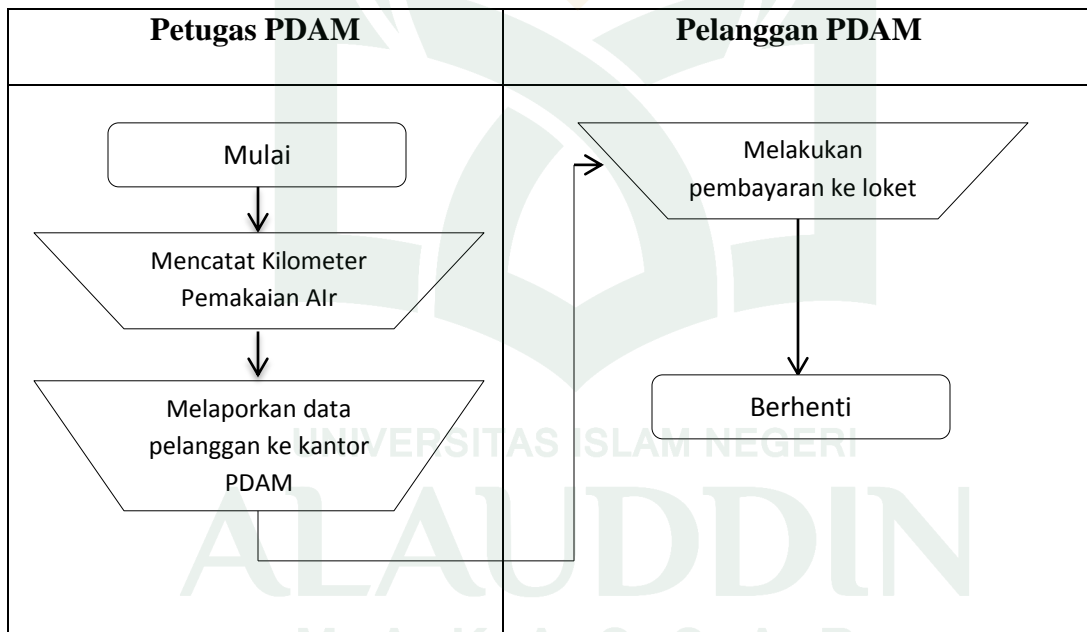 Petugas PDAM
Pelanggan PDAM
Mulai
Mencatat Kilometer
Pemakaian AIr
Melaporkan data
pelanggan ke kantor
PDAM
Melakukan
pembayaran ke loket
Berhenti
UNIVERSITAS ISLAM NEGERI
ALAUDDIN
M A K A S S A R